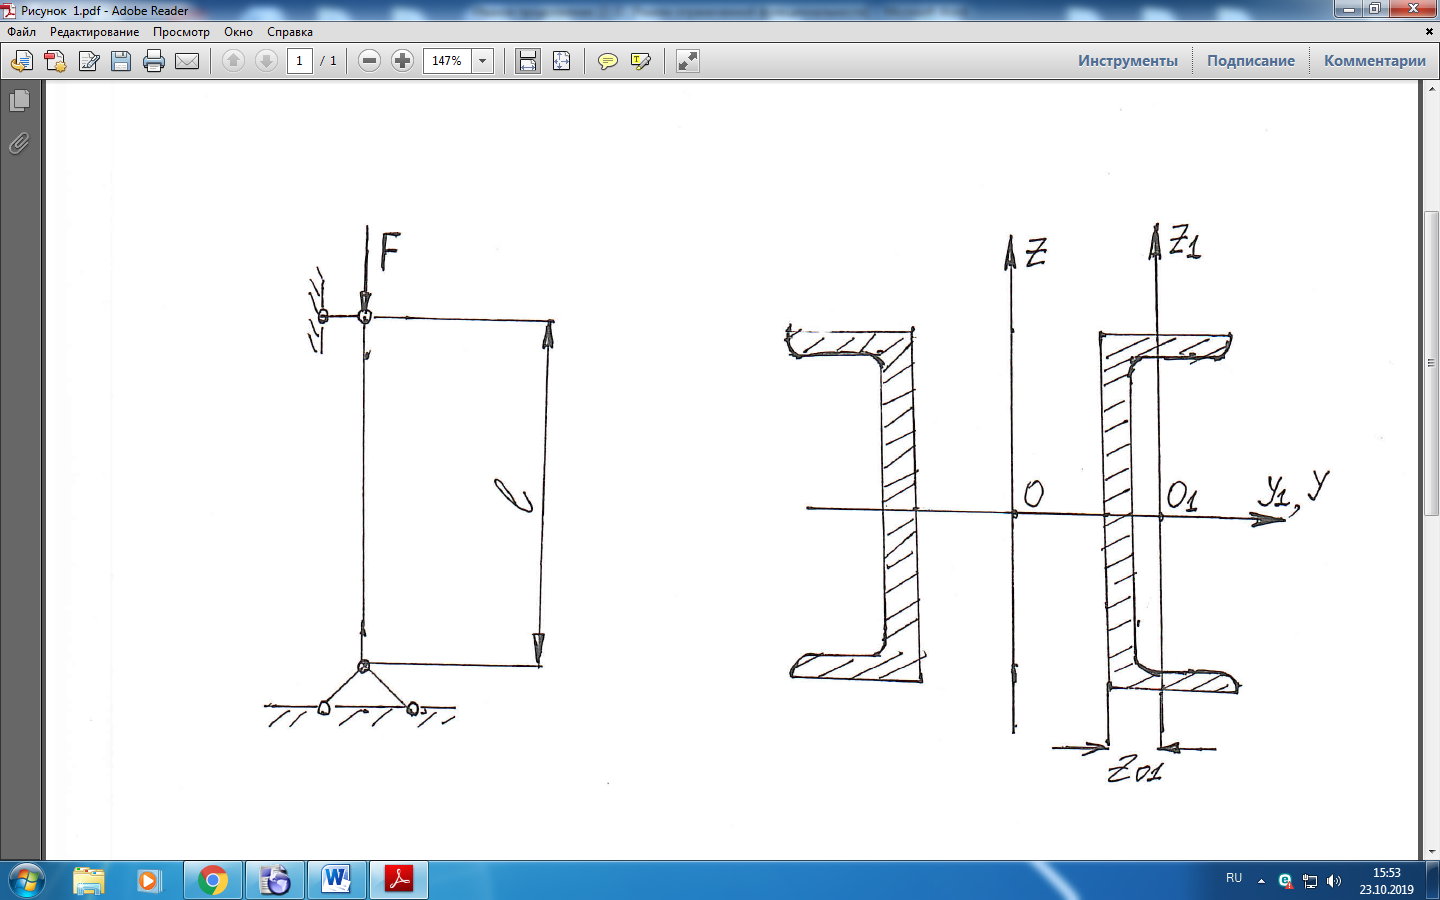 Рисунок 1.pdf - Adobe Reader
Файл Редактирование Просмотр Окно Справка
1 / 1 147% Инструменты Подписание Комментарии
F
l
Z
Z1
O
O1
y1, y
Z01
RU 15:53
23.10.2019